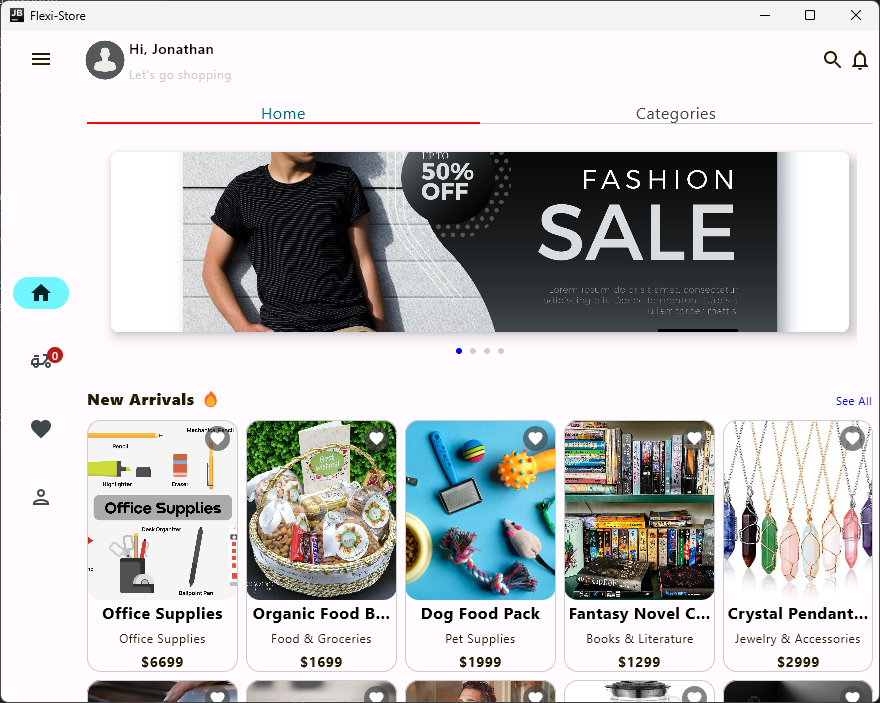 JB
Flexi-Store
Hi, Jonathan
Let's go shopping
Home
Categories
UPTO
50%
OFF
FASHION
SALE
Lorem ipsum dolor sit amet, consectetur
ullamcorper mattis
0
New Arrivals 🔥
See All
Mechanical Pencil
Pencil
Highlighter
Eraser
Office Supplies
Desk Organizer
Ballpoint Pen
Office Supplies
Office Supplies
$6699
best
wishes!
Organic Food B...
Food & Groceries
$1699
Dog Food Pack
Pet Supplies
$1999
Fantasy Novel C...
Books & Literature
$1299
Crystal Pendant...
Jewelry & Accessories
$2999